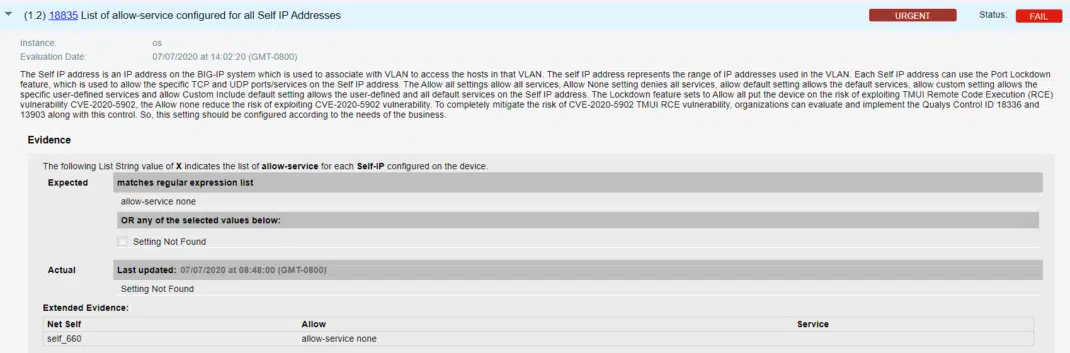 (1.2) 18835 List of allow-service configured for all Self IP Addresses URGENT Status: FAIL
Instance: os
Evaluation Date: 07/07/2020 at 14:02:20 (GMT-0800)
The Self IP address is an IP address on the BIG-IP system which is used to associate with VLAN to access the hosts in that VLAN. The self IP address represents the range of IP addresses used in the VLAN. Each Self IP address can use the Port Lockdown
feature, which is used to allow the specific TCP and UDP ports/services on the Self IP address. The Allow all settings allow all services, Allow None setting denies all services, allow default setting allows the default services, allow custom setting allows the
specific user-defined services and allow Custom Include default setting allows the user-defined and all default services on the Self IP address. The Lockdown feature sets to Allow all put the device on the risk of exploiting TMUI Remote Code Execution (RCE)
vulnerability CVE-2020-5902, the Allow none reduce the risk of exploiting CVE-2020-5902 vulnerability. To completely mitigate the risk of CVE-2020-5902 TMUI RCE vulnerability, organizations can evaluate and implement the Qualys Control ID 18336 and
13903 along with this control. So, this setting should be configured according to the needs of the business.
Evidence
The following List String value of X indicates the list of allow-service for each Self-IP configured on the device.
Expected matches regular expression list
allow-service none
OR any of the selected values below:
Setting Not Found
Actual Last updated: 07/07/2020 at 08:48:00 (GMT-0800)
Setting Not Found
Extended Evidence:
Net Self Allow Service
self_660 allow-service none